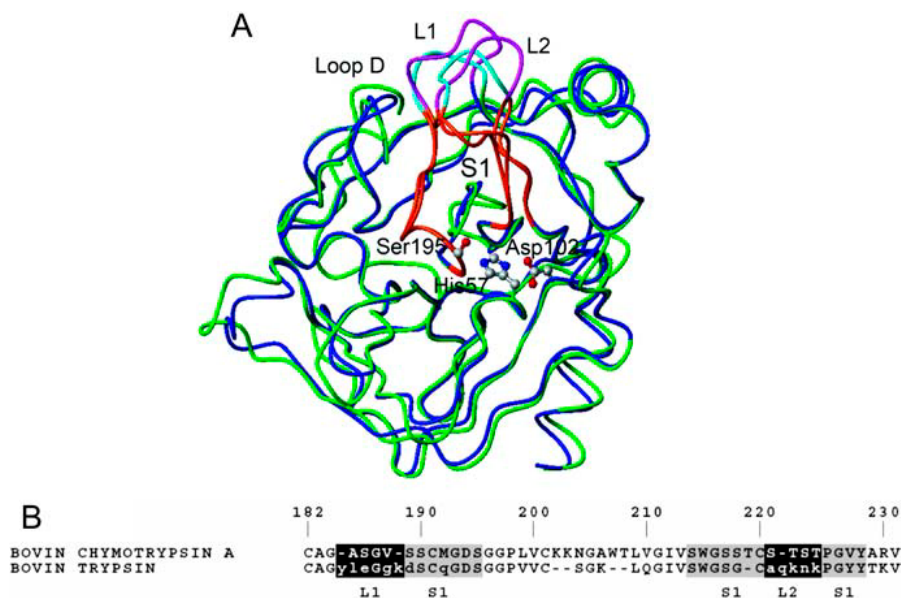 A
L1
L2
Loop D
S1
Ser195
Asp102
His57
B
182 190 200 210 220 230
BOVIN CHYMOTRYPSIN A CAG-ASGV-SSCMGDSGGPLVCKKNGAWTLVGIVSWGSSTCS-TSTPGVYARV
BOVIN TRYPSIN CAGyleGgkdSCqGDSGGPVVC--SGK--LQGIVSWGSG-CaqknkPGYYTKV
L1 S1 S1 L2 S1